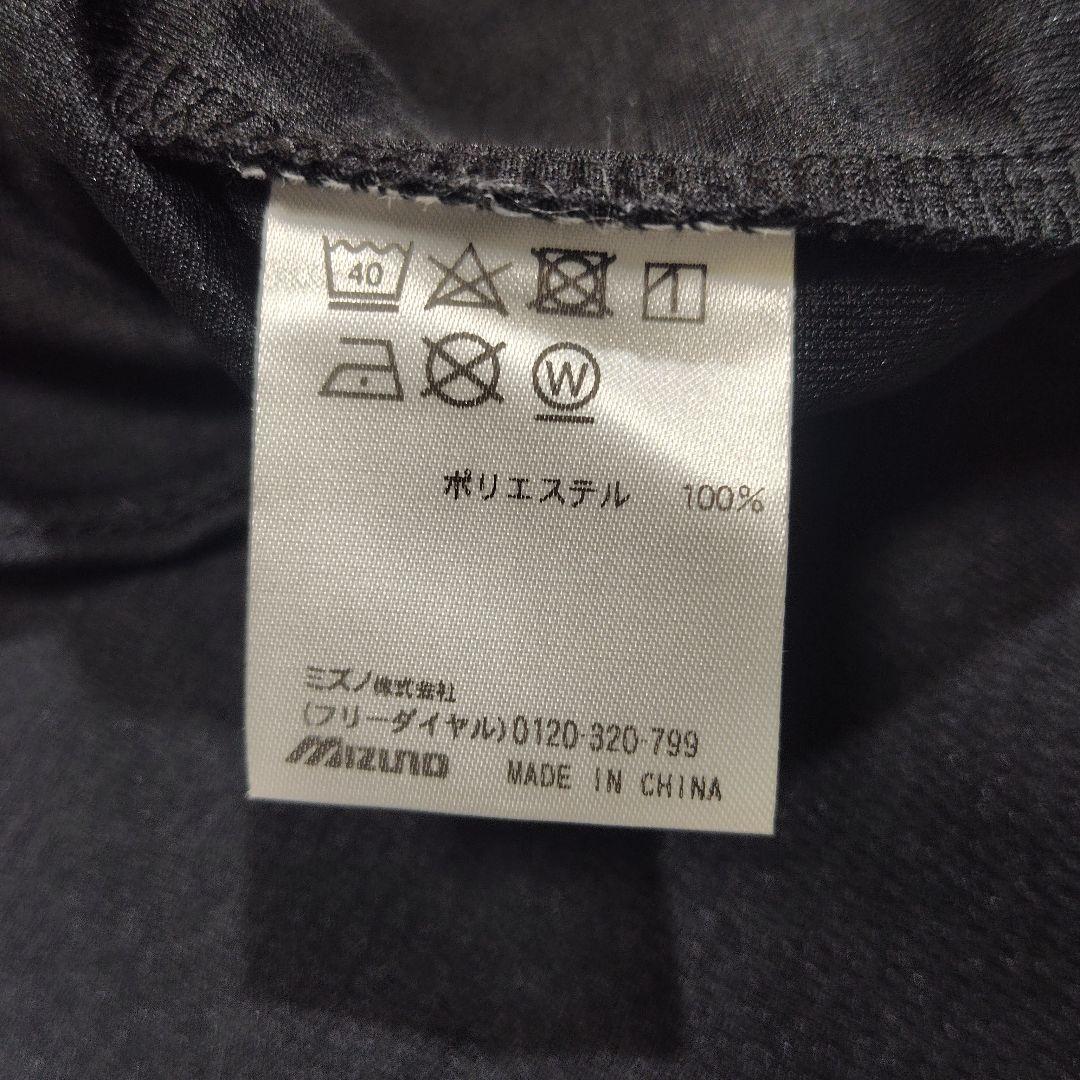 40
W
ポリエステル 100%
ミズノ株式会社
(フリーダイヤル)0120-320-799
MIZUNO MADE IN CHINA